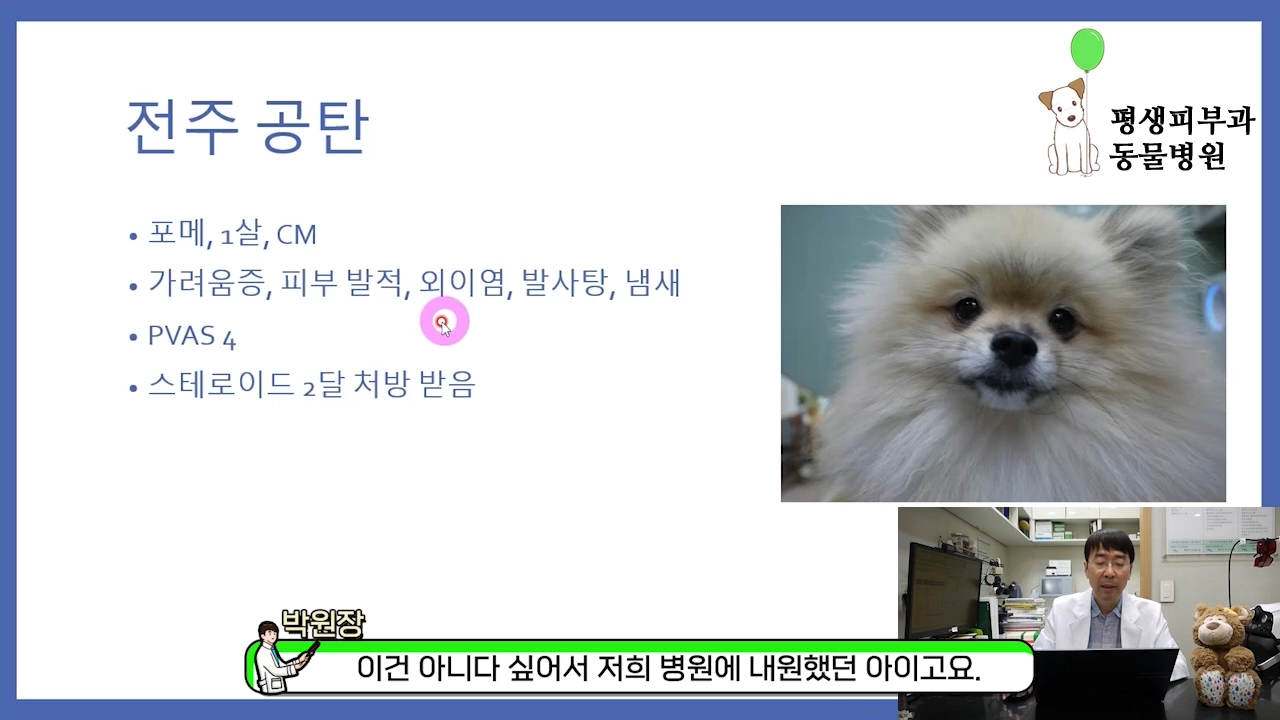 전주 공탄
평생피부과
동물병원
• 포메, 1살, CM
• 가려움증, 피부 발적, 외이염, 발사탕, 냄새
• PVAS 4
• 스테로이드 2달 처방 받음
박원장
이건 아니다 싶어서 저희 병원에 내원했던 아이고요.